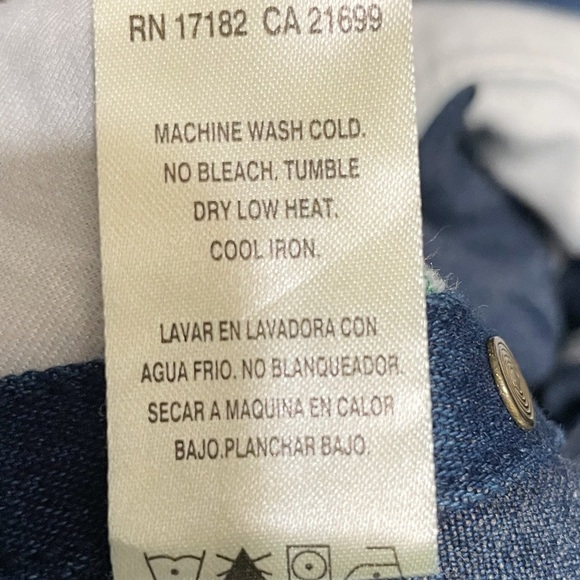 RN 17182 CA 21699
MACHINE WASH COLD.
NO BLEACH. TUMBLE
DRY LOW HEAT.
COOL IRON.
LAVAR EN LAVADORA CON
AGUA FRIO. NO BLANQUEADOR.
SECAR A MAQUINA EN CALOR
BAJO.PLANCHAR BAJO.